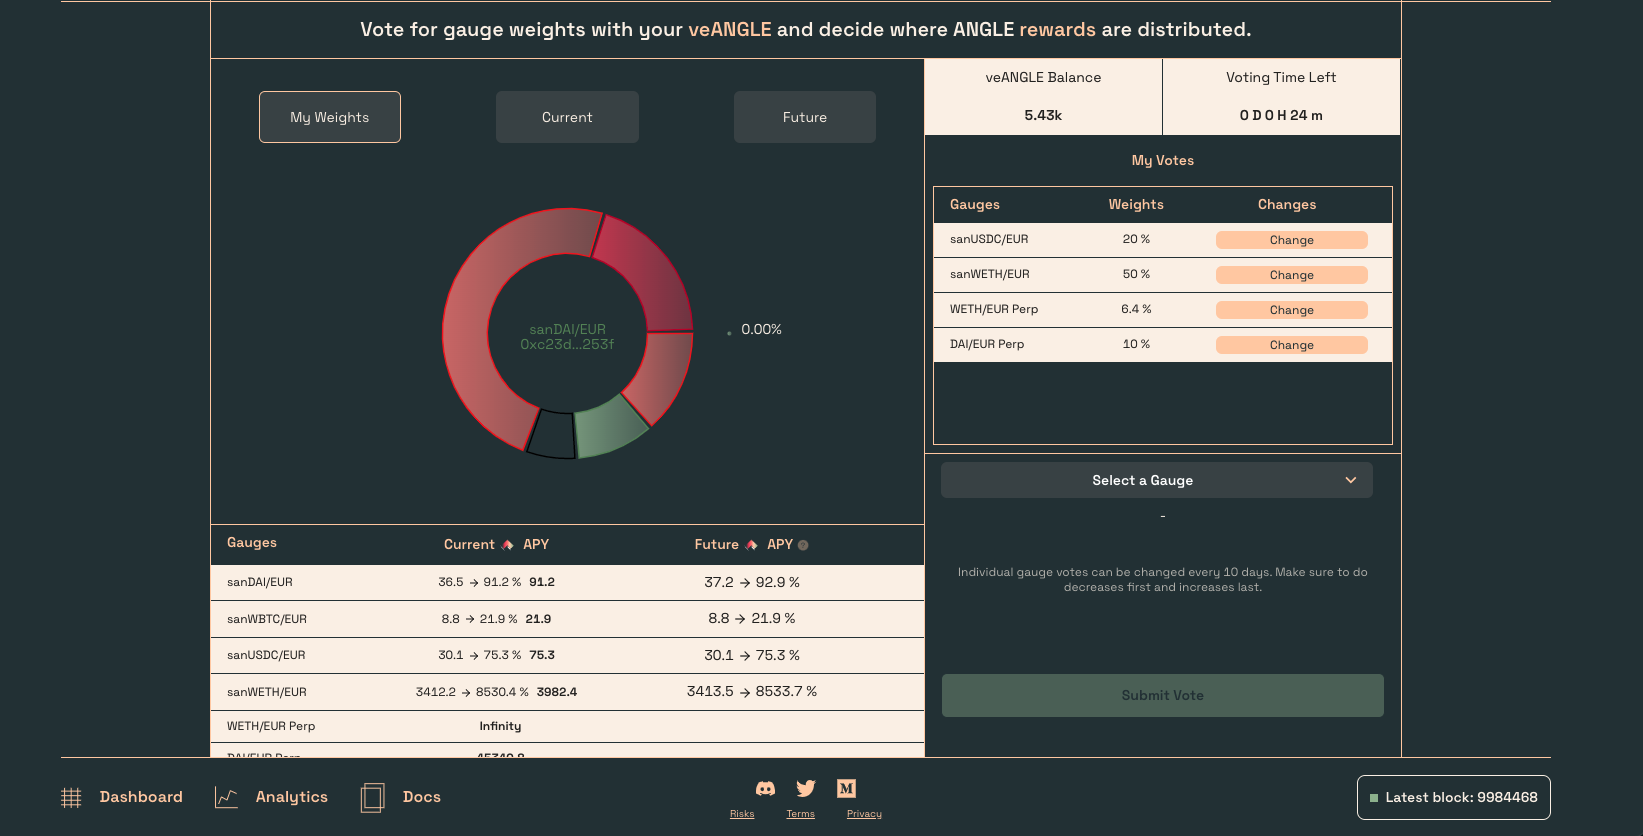 Vote for gauge weights with your veANGLE and decide where ANGLE rewards are distributed.
My Weights
Current
Future
sanDAI/EUR
0xc23d...253f
0.00%
Gauges Current APY Future APY ?
sanDAI/EUR 36.5 → 91.2 % 91.2 37.2 → 92.9 %
sanWBTC/EUR 8.8 → 21.9 % 21.9 8.8 → 21.9 %
sanUSDC/EUR 30.1 → 75.3 % 75.3 30.1 → 75.3 %
sanWETH/EUR 3412.2 → 8530.4 % 3982.4 3413.5 → 8533.7 %
WETH/EUR Perp Infinity
veANGLE Balance
5.43k
Voting Time Left
0 D 0 H 24 m
My Votes
Gauges Weights Changes
sanUSDC/EUR 20 % Change
sanWETH/EUR 50 % Change
WETH/EUR Perp 6.4 % Change
DAI/EUR Perp 10 % Change
Select a Gauge
-
Individual gauge votes can be changed every 10 days. Make sure to do
decreases first and increases last.
Submit Vote
Dashboard
Analytics
Docs
M
Risks
Terms
Privacy
Latest block: 9984468